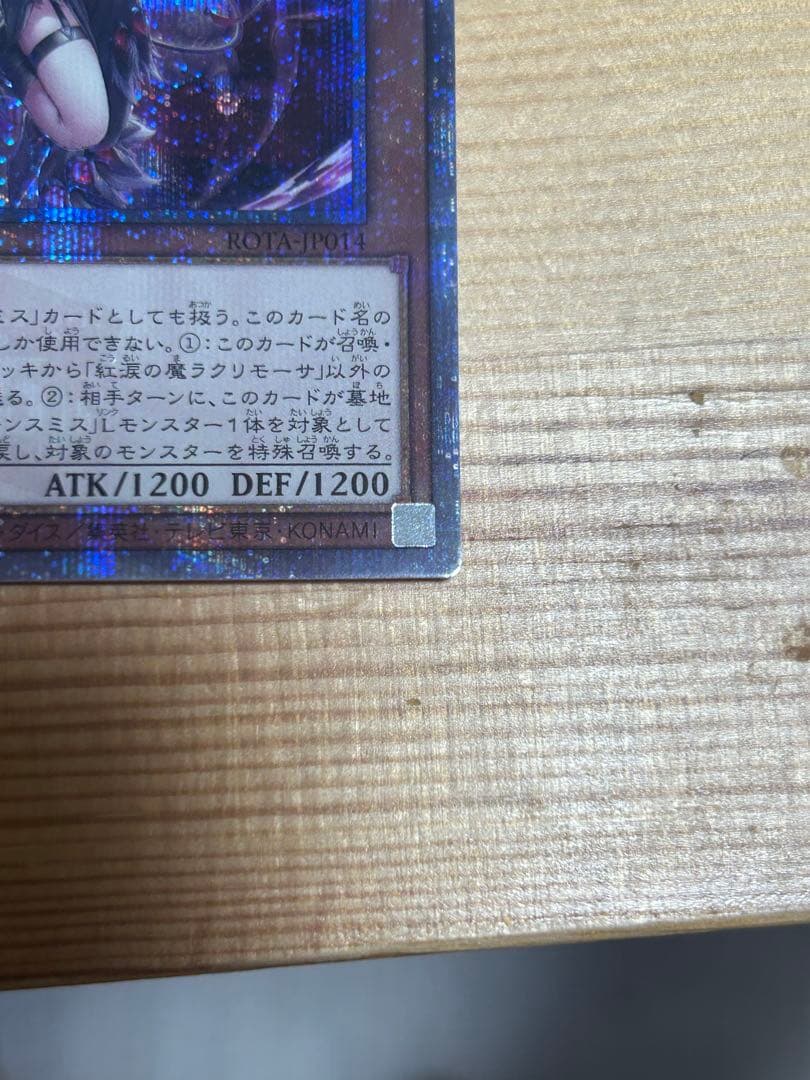 ROTA-JP014
ミス」カードとしても扱う。このカード名の
しか使用できない。①:このカードが召喚・
ッキから「紅涙の魔ラクリモーサ」以外の
る。②:相手ターンに、このカードが墓地
ンスミス」Lモンスター1体を対象として
戻し、対象のモンスターを特殊召喚する。
ATK/1200 DEF/1200
ダイス/集英社・テレビ東京・KONAMI